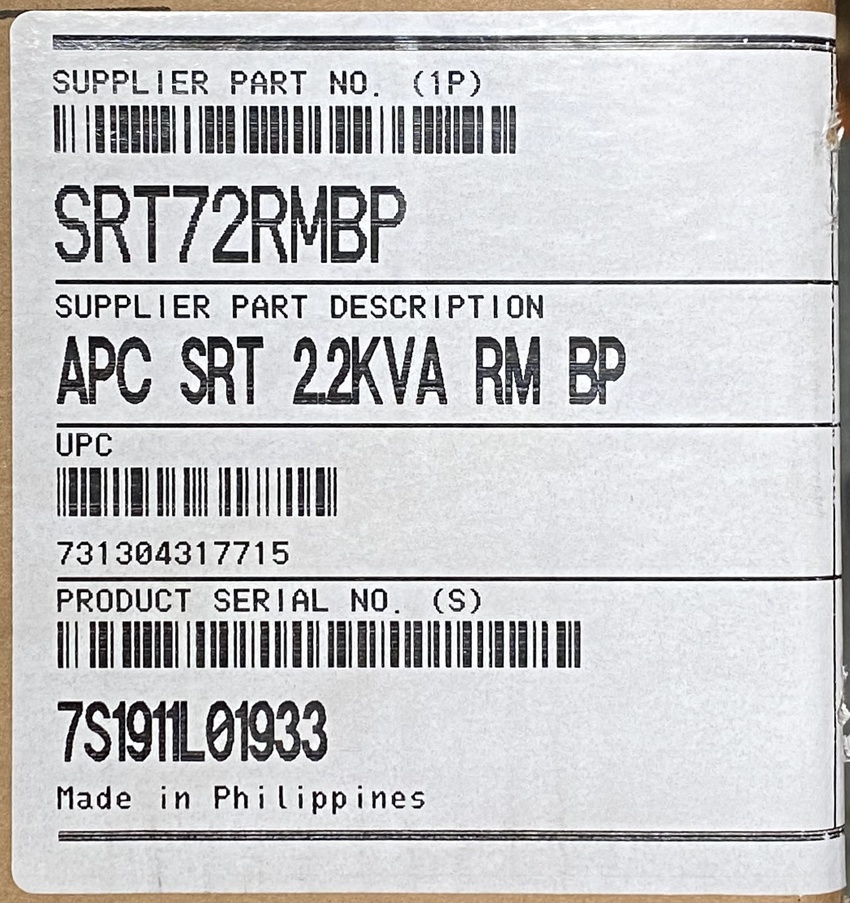 SUPPLIER PART NO. (1P)
SRT72RMBP
SUPPLIER PART DESCRIPTION
APC SRT 2.2KVA RM BP
UPC
731304317715
PRODUCT SERIAL NO. (S)
7S1911L01933
Made in Philippines